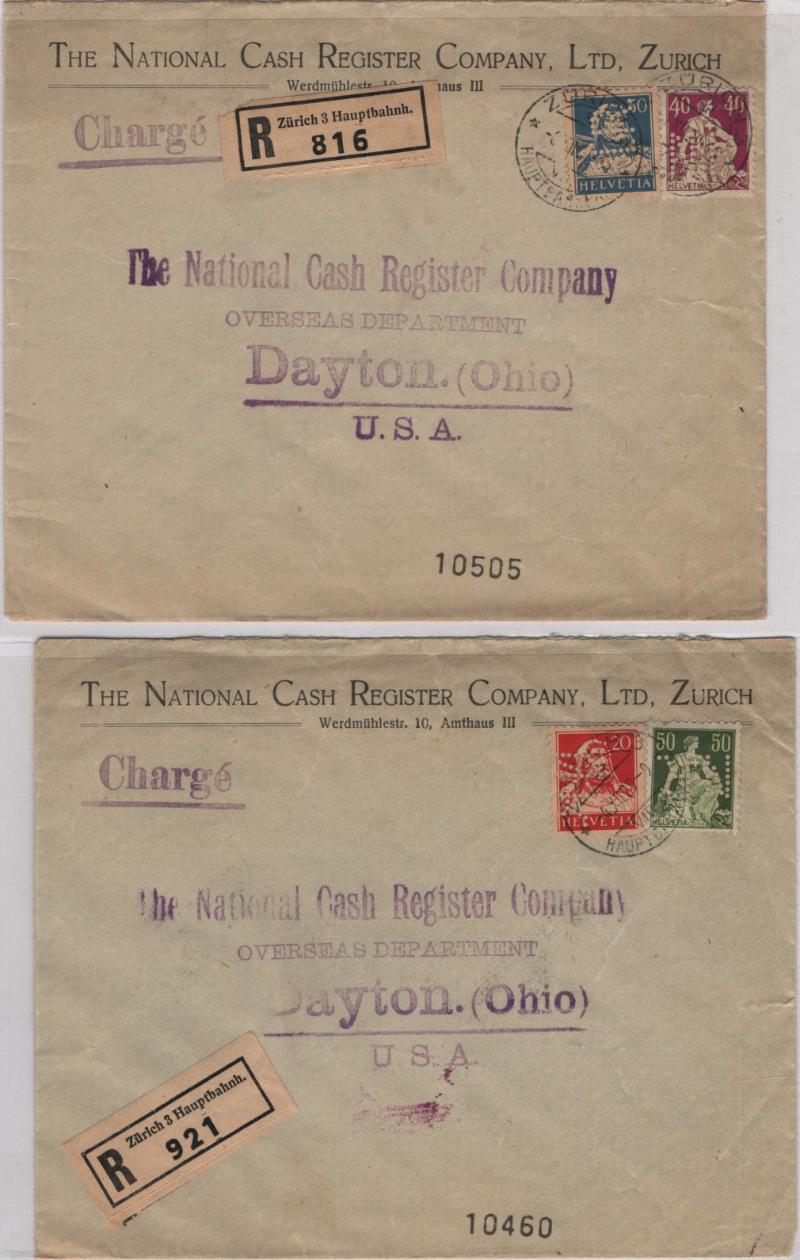 THE NATIONAL CASH REGISTER COMPANY, LTD, ZURICH
Werdmühlestr. 10, Amthaus III
Chargé
R Zürich 3 Hauptbahnh.
816
HELVETIA
40 40
HELVETIA
The National Cash Register Company
OVERSEAS DEPARTMENT
Dayton. (Ohio)
U. S. A.
10505
THE NATIONAL CASH REGISTER COMPANY, LTD, ZURICH
Werdmühlestr. 10, Amthaus III
Chargé
20
HELVETIA
50 50
HELVETIA
The National Cash Register Company
OVERSEAS DEPARTMENT
Dayton. (Ohio)
U. S. A.
R Zürich 3 Hauptbahnh.
921
10460